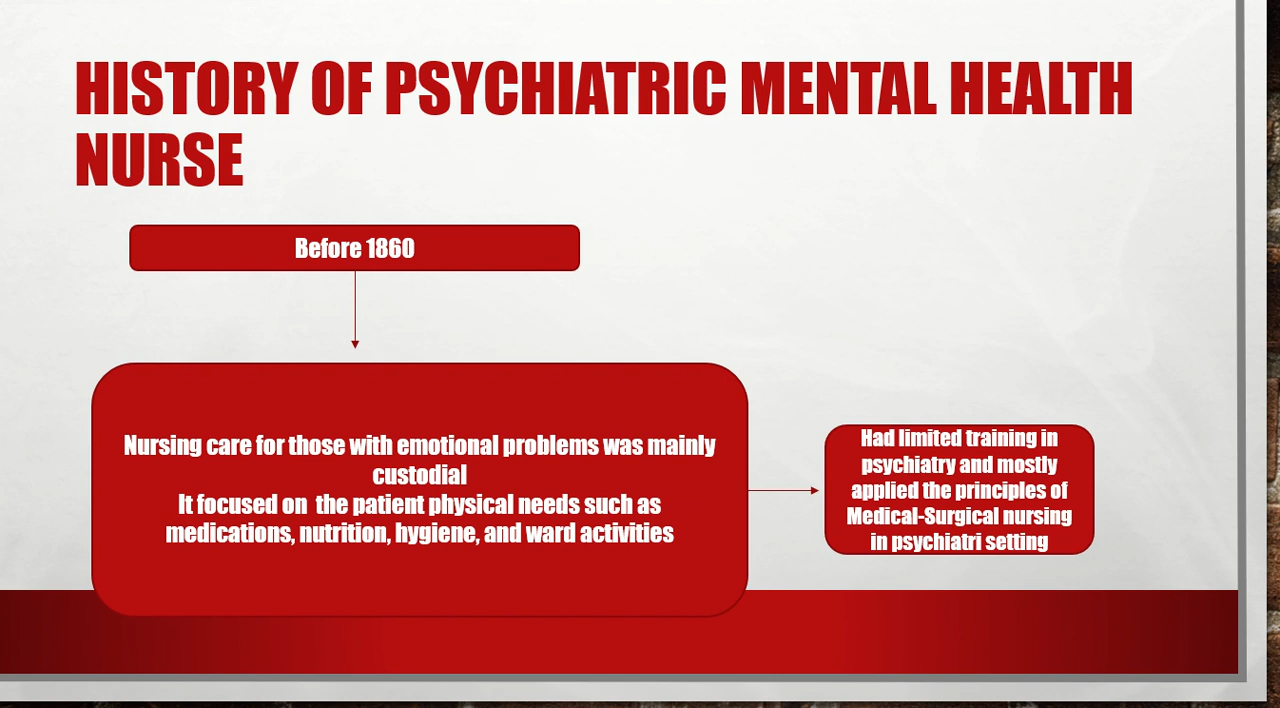 HISTORY OF PSYCHIATRIC MENTAL HEALTH
NURSE
Before 1860
Nursing care for those with emotional problems was mainly
custodial
It focused on  the patient physical needs such as
medications, nutrition, hygiene, and ward activities
Had limited training in
psychiatry and mostly
applied the principles of
Medical-Surgical nursing
in psychiatri setting